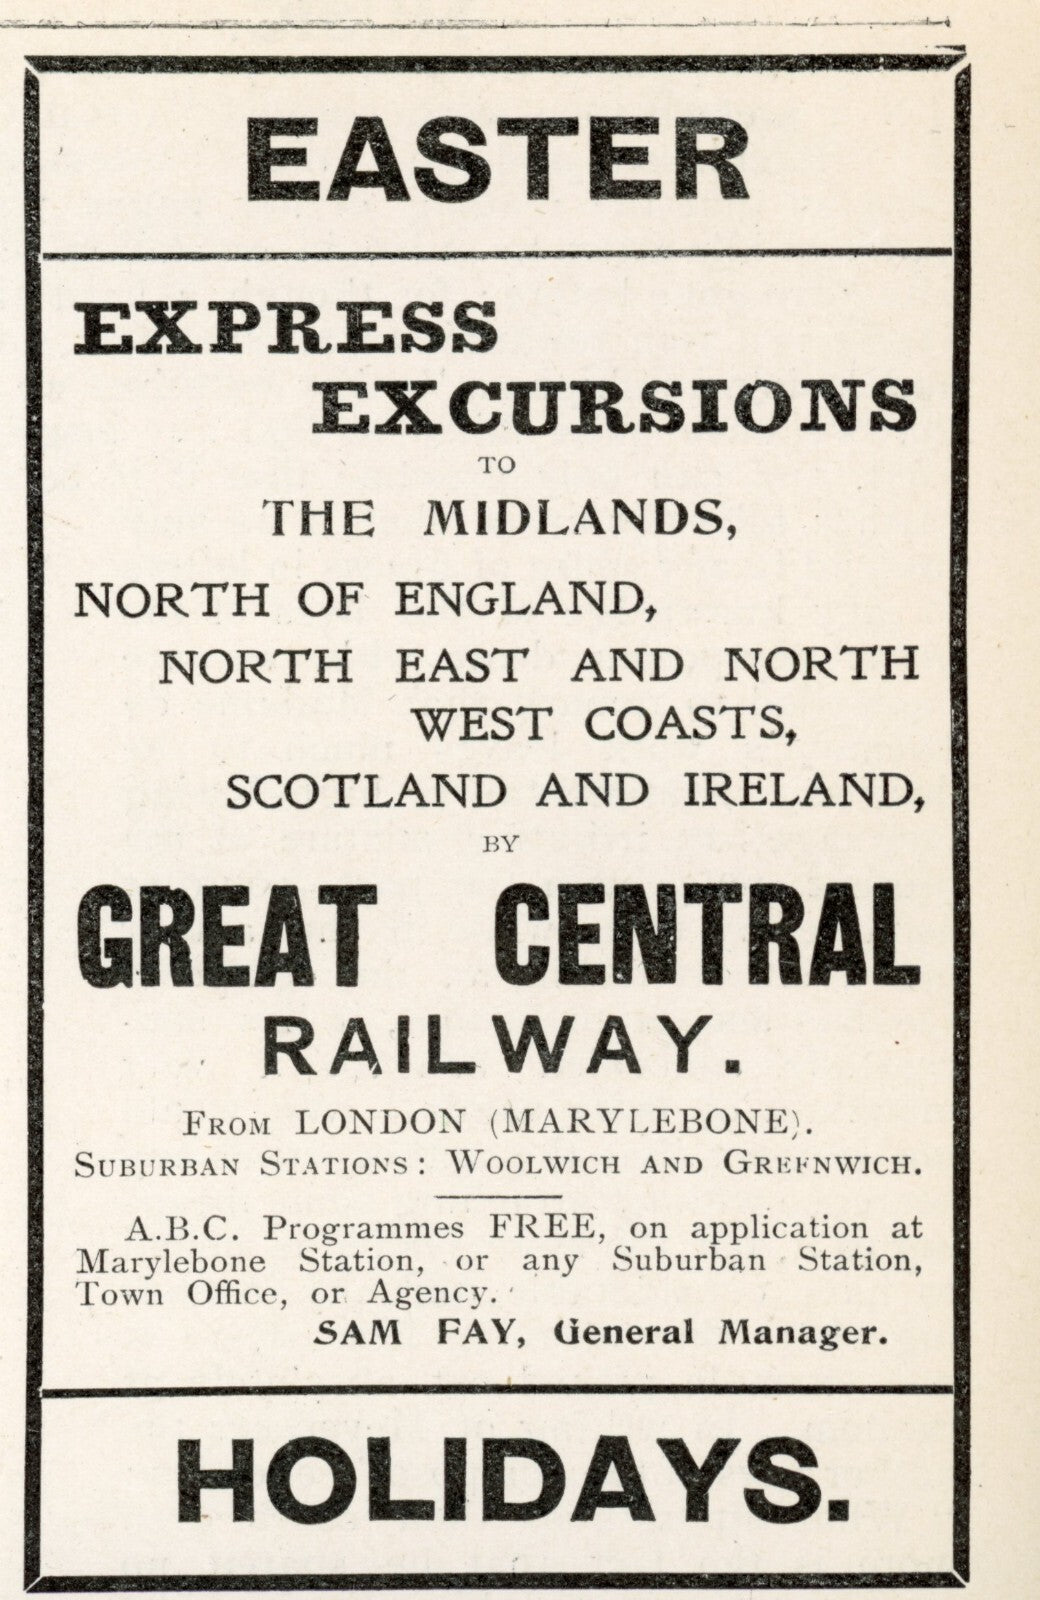 EASTER
EXPRESS
EXCURSIONS
TO
THE MIDLANDS,
NORTH OF ENGLAND,
NORTH EAST AND NORTH
WEST COASTS,
SCOTLAND AND IRELAND,
BY
GREAT CENTRAL
RAILWAY.
FROM LONDON (MARYLEBONE).
SUBURBAN STATIONS: WOOLWICH AND GREENWICH.
A.B.C. Programmes FREE, on application at
Marylebone Station, or any Suburban Station,
Town Office, or Agency.
SAM FAY, General Manager.
HOLIDAYS.